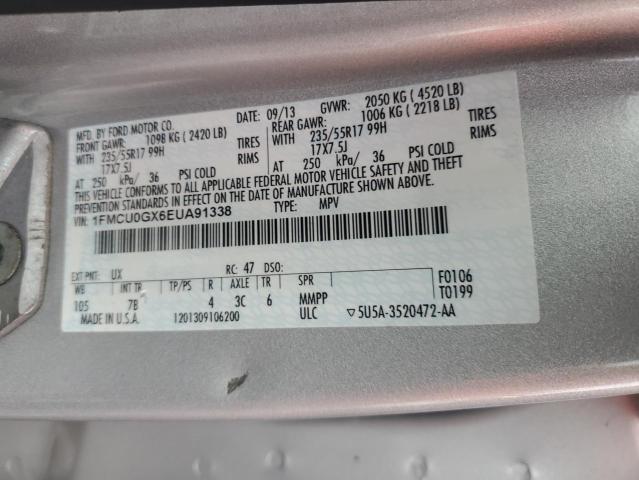 MFD. BY FORD MOTOR CO. 09/13 GVWR: 2050 KG ( 4520 LB)
FRONT GAWR: 1098 KG ( 2420 LB) REAR GAWR: 1006 KG ( 2218 LB)
WITH 235/55R17 99H TIRES WITH 235/55R17 99H TIRES
17X7.5J RIMS 17X7.5J RIMS
AT 250 kPa/ 36 PSI COLD AT 250 kPa/ 36 PSI COLD
THIS VEHICLE CONFORMS TO ALL APPLICABLE FEDERAL MOTOR VEHICLE SAFETY AND THEFT
PREVENTION STANDARDS IN EFFECT ON THE DATE OF MANUFACTURE SHOWN ABOVE.
VIN: 1FMCU0GX6EUA91338 TYPE: MPV
EXT PNT: UX RC: 47 DSO:
WB INT TR TP/PS R AXLE TR SPR F0106
105 7B 4 3C 6 MMPP T0199
MADE IN U.S.A. 1201309106200 ULC ▽5U5A-3520472-AA